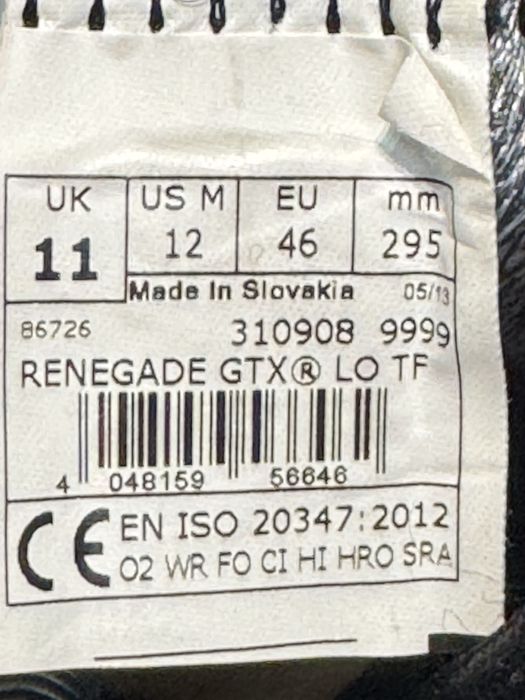 UK US M EU mm
11 12 46 295
Made In Slovakia 05/13
86726 310908 9999
RENEGADE GTX® LO TF
4 048159 56646
CE EN ISO 20347:2012
O2 WR FO CI HI HRO SRA